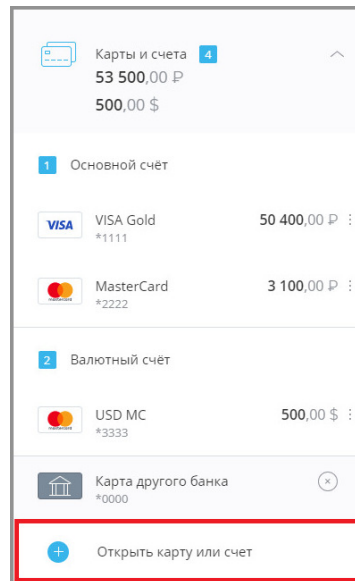 Карты и счета 4
53 500,00 ₽
500,00 $
1 Основной счёт
VISA VISA Gold 50 400,00 ₽
*1111
MasterCard 3 100,00 ₽
mastercard
*2222
2 Валютный счёт
USD MC 500,00 $
mastercard
*3333
Карта другого банка
*0000
Открыть карту или счет